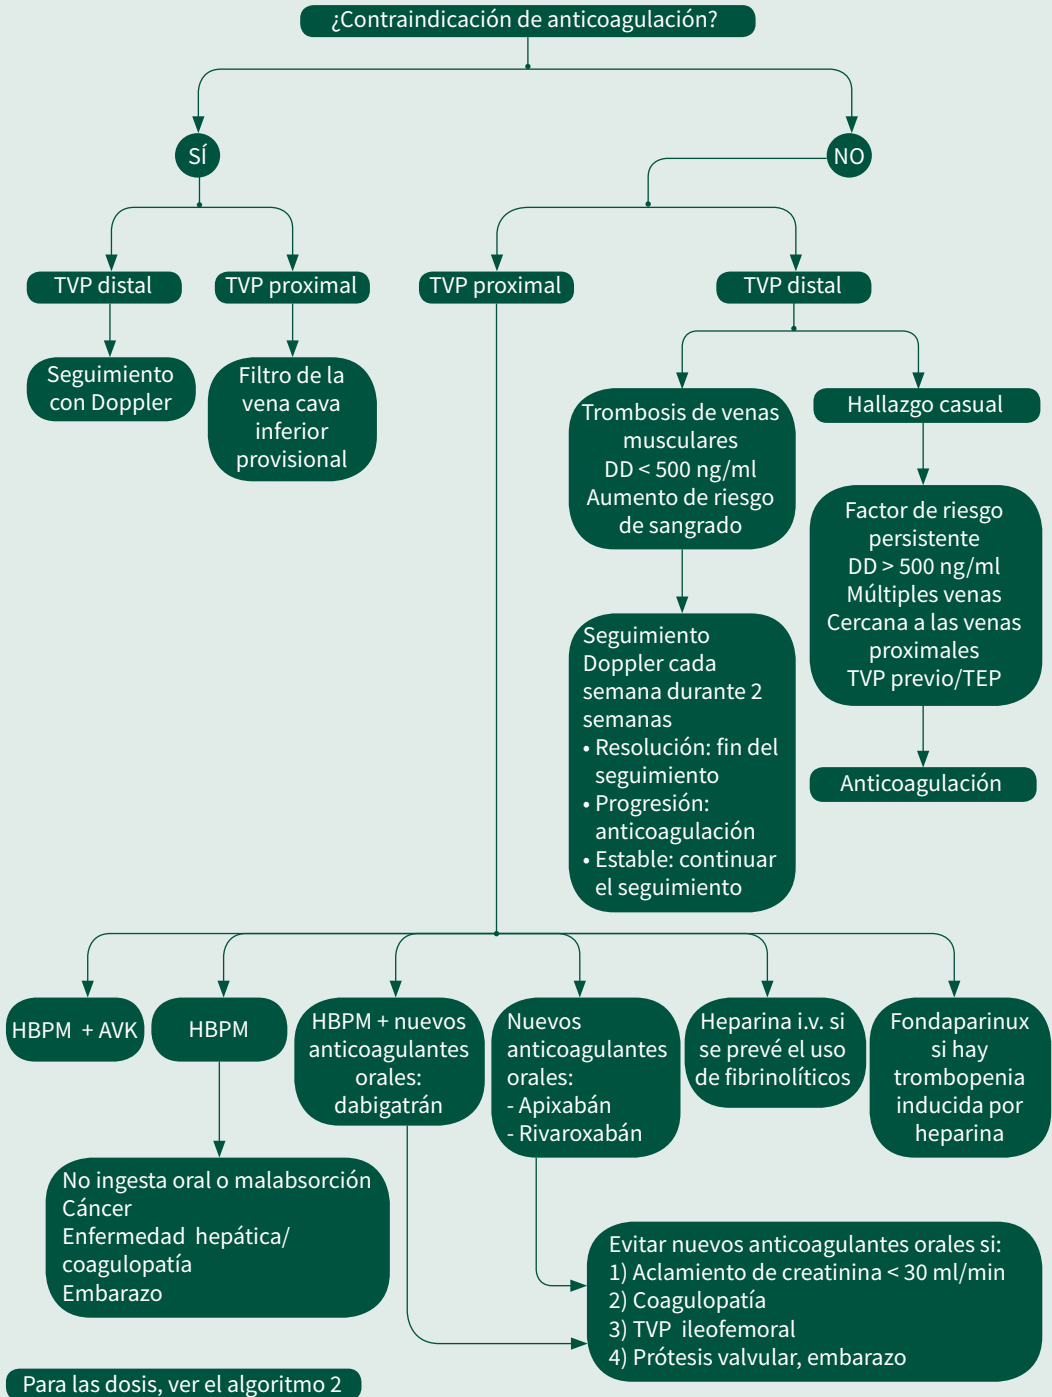 ¿Contraindicación de anticoagulación?
SÍ
NO
TVP distal
TVP proximal
TVP proximal
TVP distal
Seguimiento
con Doppler
Filtro de la
vena cava
inferior
provisional
Trombosis de venas
musculares
DD < 500 ng/ml
Aumento de riesgo
de sangrado
Hallazgo casual
Factor de riesgo
persistente
DD > 500 ng/ml
Múltiples venas
Cercana a las venas
proximales
TVP previo/TEP
Seguimiento
Doppler cada
semana durante 2
semanas
• Resolución: fin del
seguimiento
• Progresión:
anticoagulación
• Estable: continuar
el seguimiento
Anticoagulación
HBPM + AVK
HBPM
HBPM + nuevos
anticoagulantes
orales:
dabigatrán
Nuevos
anticoagulantes
orales:
- Apixabán
- Rivaroxabán
Heparina i.v. si
se prevé el uso
de fibrinolíticos
Fondaparinux
si hay
trombopenia
inducida por
heparina
No ingesta oral o malabsorción
Cáncer
Enfermedad hepática/
coagulopatía
Embarazo
Evitar nuevos anticoagulantes orales si:
1) Aclamiento de creatinina < 30 ml/min
2) Coagulopatía
3) TVP ileofemoral
4) Prótesis valvular, embarazo
Para las dosis, ver el algoritmo 2